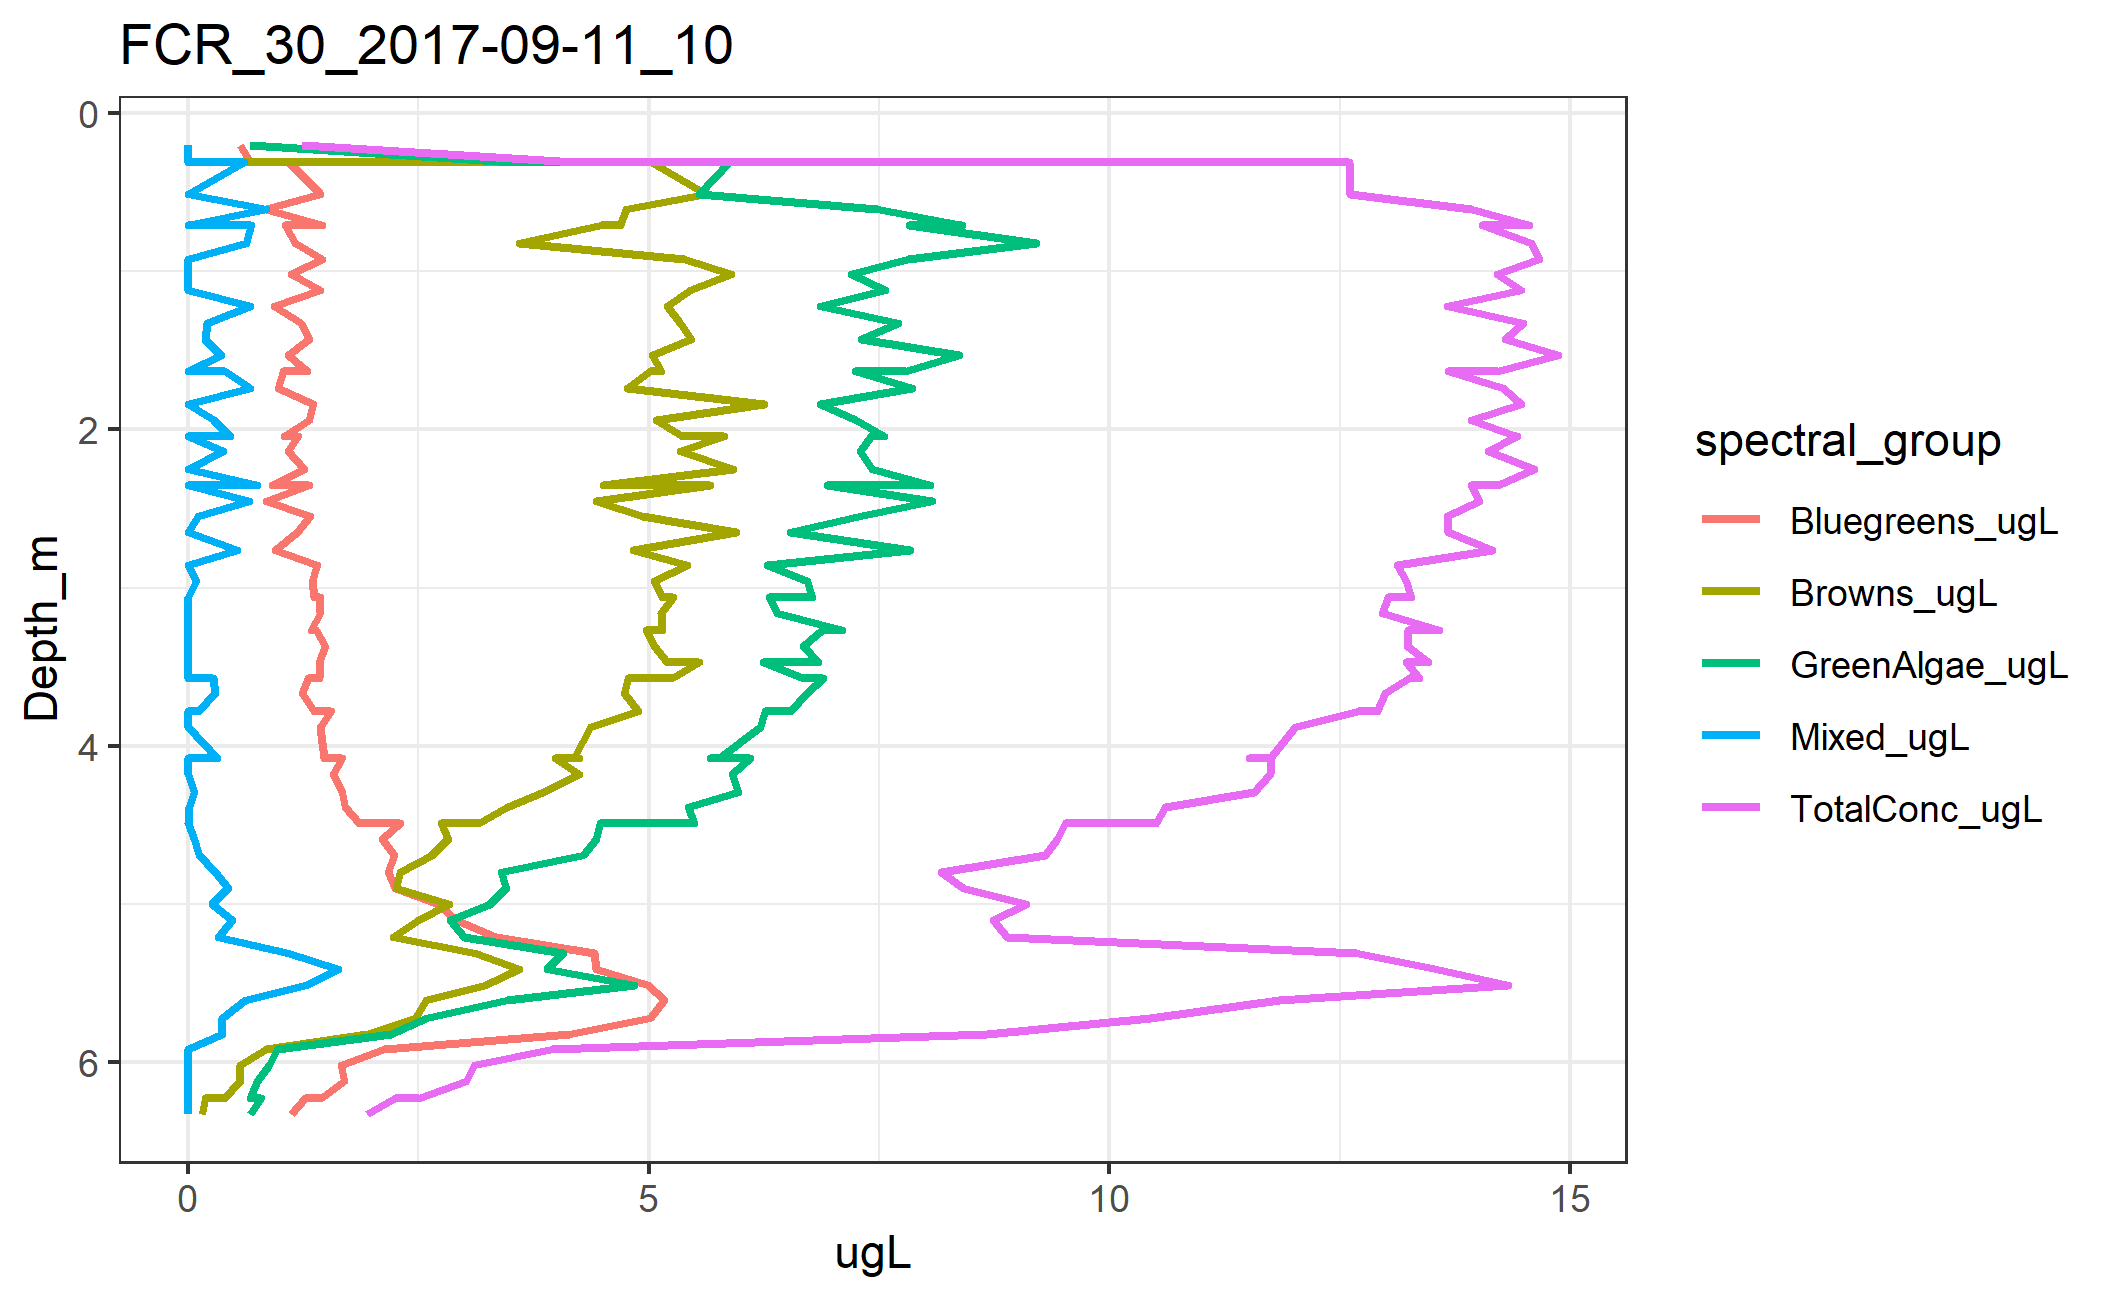 FCR_30_2017-09-11_10
0
2
4
6
Depth_m
0
5
10
15
ugL
spectral_group
Bluegreens_ugL
Browns_ugL
GreenAlgae_ugL
Mixed_ugL
TotalConc_ugL